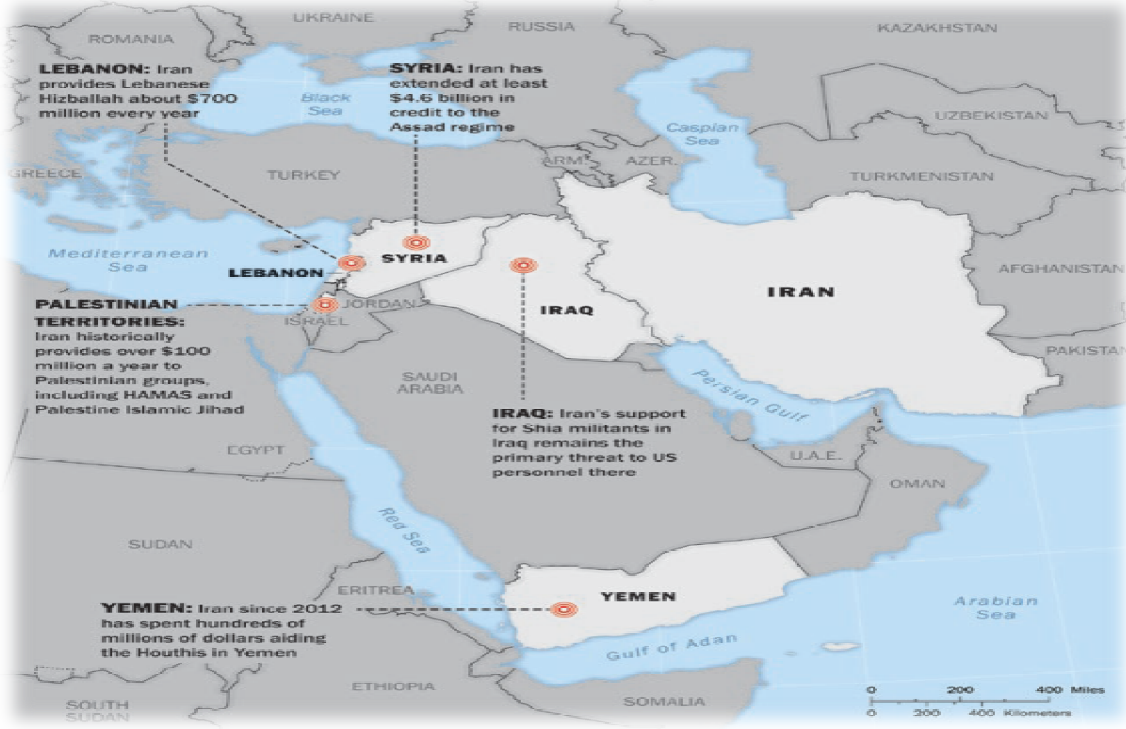 UKRAINE
RUSSIA
KAZAKHSTAN
ROMANIA
LEBANON: Iran
provides Lebanese
Hizballah about $700
million every year
SYRIA: Iran has
extended at least
$4.6 billion in
credit to the
Assad regime
Black
Sea
Caspian
Sea
UZBEKISTAN
GREECE
TURKEY
ARM.
AZER.
TURKMENISTAN
Mediterranean
Sea
LEBANON
SYRIA
IRAQ
IRAN
AFGHANISTAN
PALESTINIAN
TERRITORIES:
Iran historically
provides over $100
million a year to
Palestinian groups,
including HAMAS and
Palestine Islamic Jihad
JORDAN
ISRAEL
PAKISTAN
SAUDI
ARABIA
Persian Gulf
IRAQ: Iran's support
for Shia militants in
Iraq remains the
primary threat to US
personnel there
EGYPT
U.A.E.
OMAN
Red Sea
SUDAN
ERITREA
YEMEN: Iran since 2012
has spent hundreds of
millions of dollars aiding
the Houthis in Yemen
YEMEN
Arabian
Sea
Gulf of Adan
ETHIOPIA
SOMALIA
SOUTH
SUDAN
0 200 400 Miles
0 200 400 Kilometers